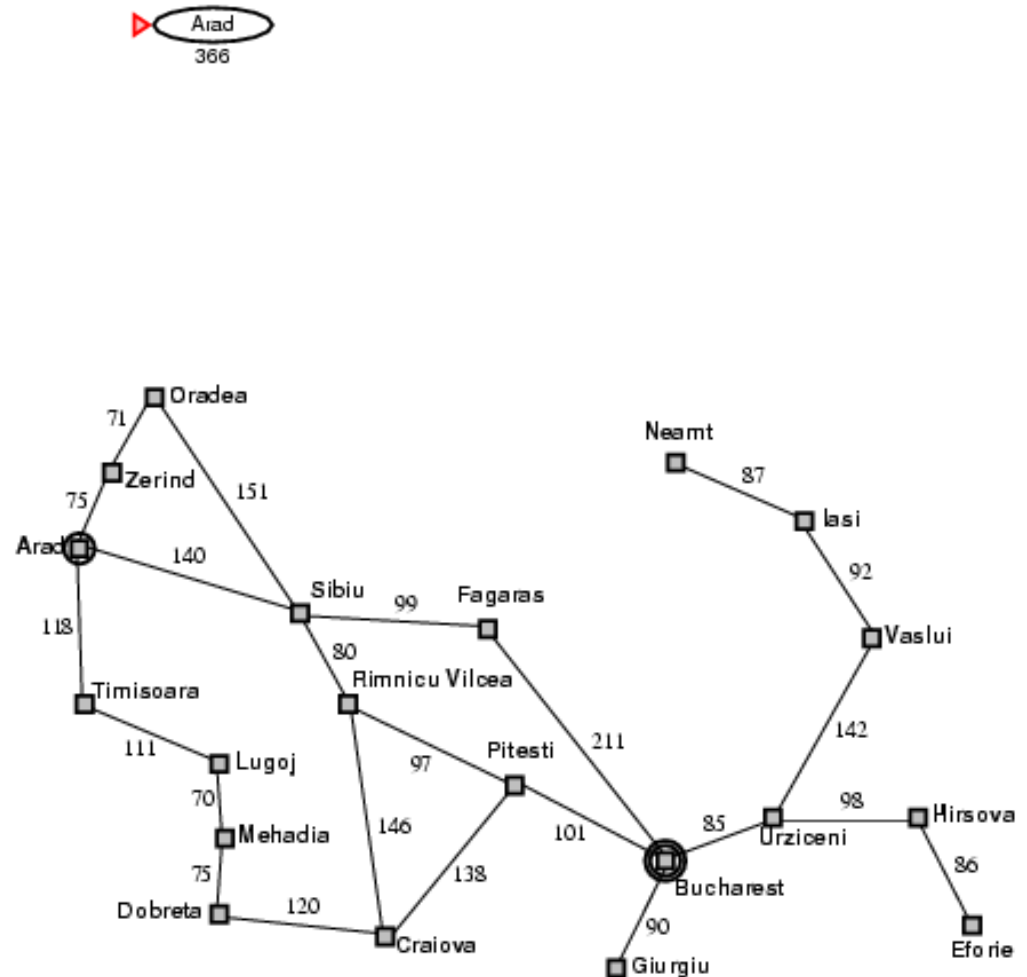 Arad
366
Oradea
71
Neamt
Zerind
87
75
151
Iasi
Arad
140
92
Sibiu
Fagaras
99
118
Vaslui
80
Rimnicu Vilcea
Timisoara
142
211
111
Lugoj
97
Pitesti
70
98
Hirsova
146
101
85
Mehadia
Urziceni
86
75
138
Bucharest
Dobreta
120
90
Craiova
Eforie
Giurgiu